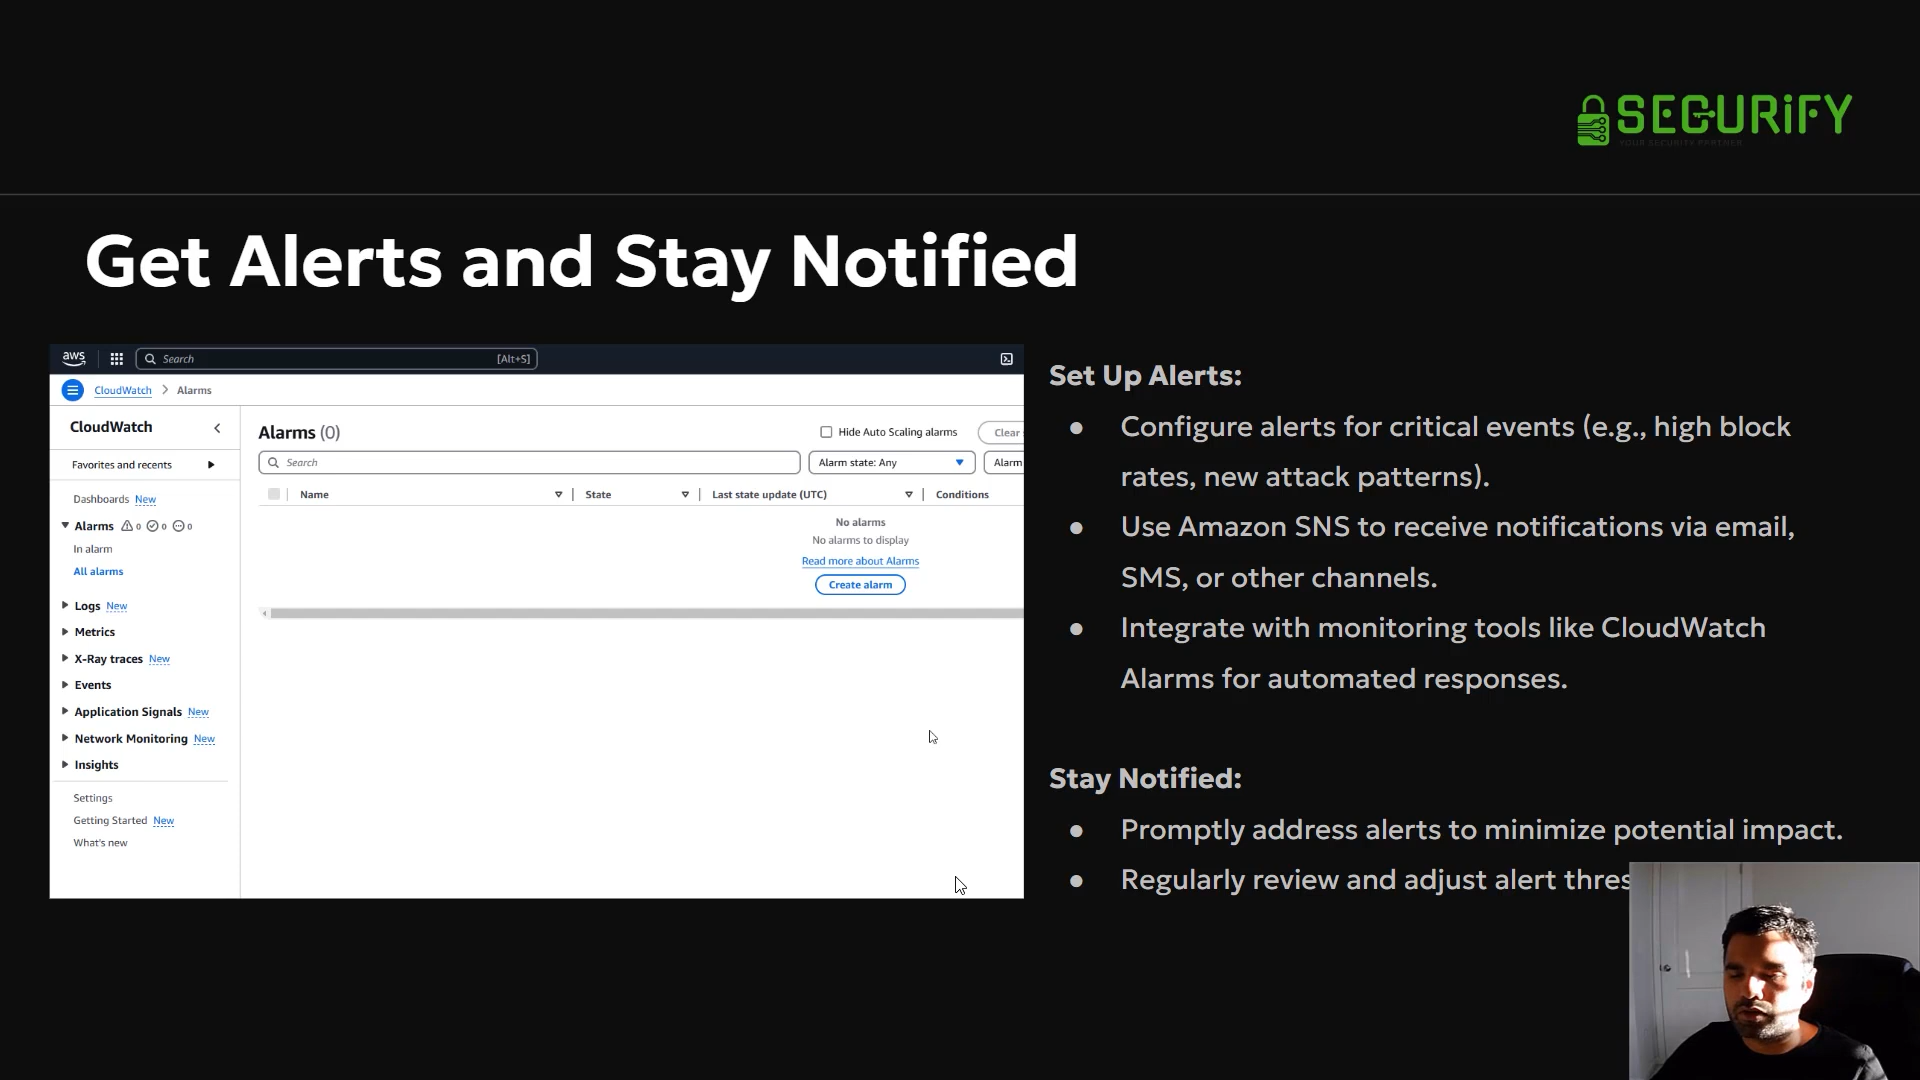 SECURiFY
YOUR SECURITY PARTNER
Get Alerts and Stay Notified
aws
Search
[Alt+S]
CloudWatch
Alarms
CloudWatch
Favorites and recents
Dashboards New
Alarms 0 0 0
In alarm
All alarms
Logs New
Metrics
X-Ray traces New
Events
Application Signals New
Network Monitoring New
Insights
Settings
Getting Started New
What's new
Alarms (0)
Hide Auto Scaling alarms
Clear
Search
Alarm state: Any
Alarm
Name
State
Last state update (UTC)
Conditions
No alarms
No alarms to display
Read more about Alarms
Create alarm
Set Up Alerts:
● Configure alerts for critical events (e.g., high block
rates, new attack patterns).
● Use Amazon SNS to receive notifications via email,
SMS, or other channels.
● Integrate with monitoring tools like CloudWatch
Alarms for automated responses.
Stay Notified:
● Promptly address alerts to minimize potential impact.
● Regularly review and adjust alert thres